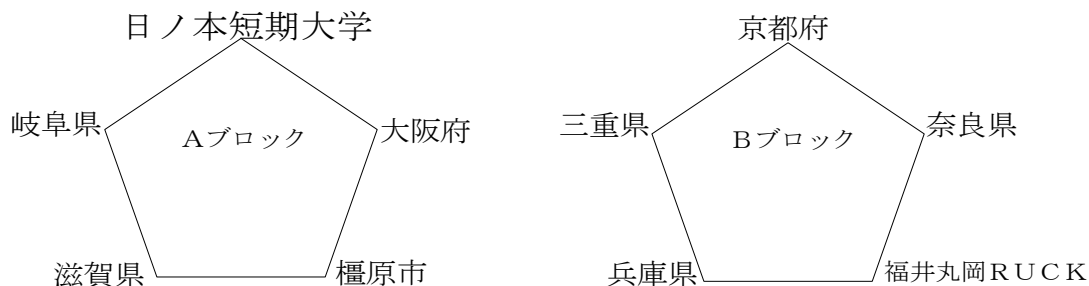 日ノ本短期大学
岐阜県
Aブロック
大阪府
滋賀県
橿原市
京都府
三重県
Bブロック
奈良県
兵庫県
福井丸岡RUCK